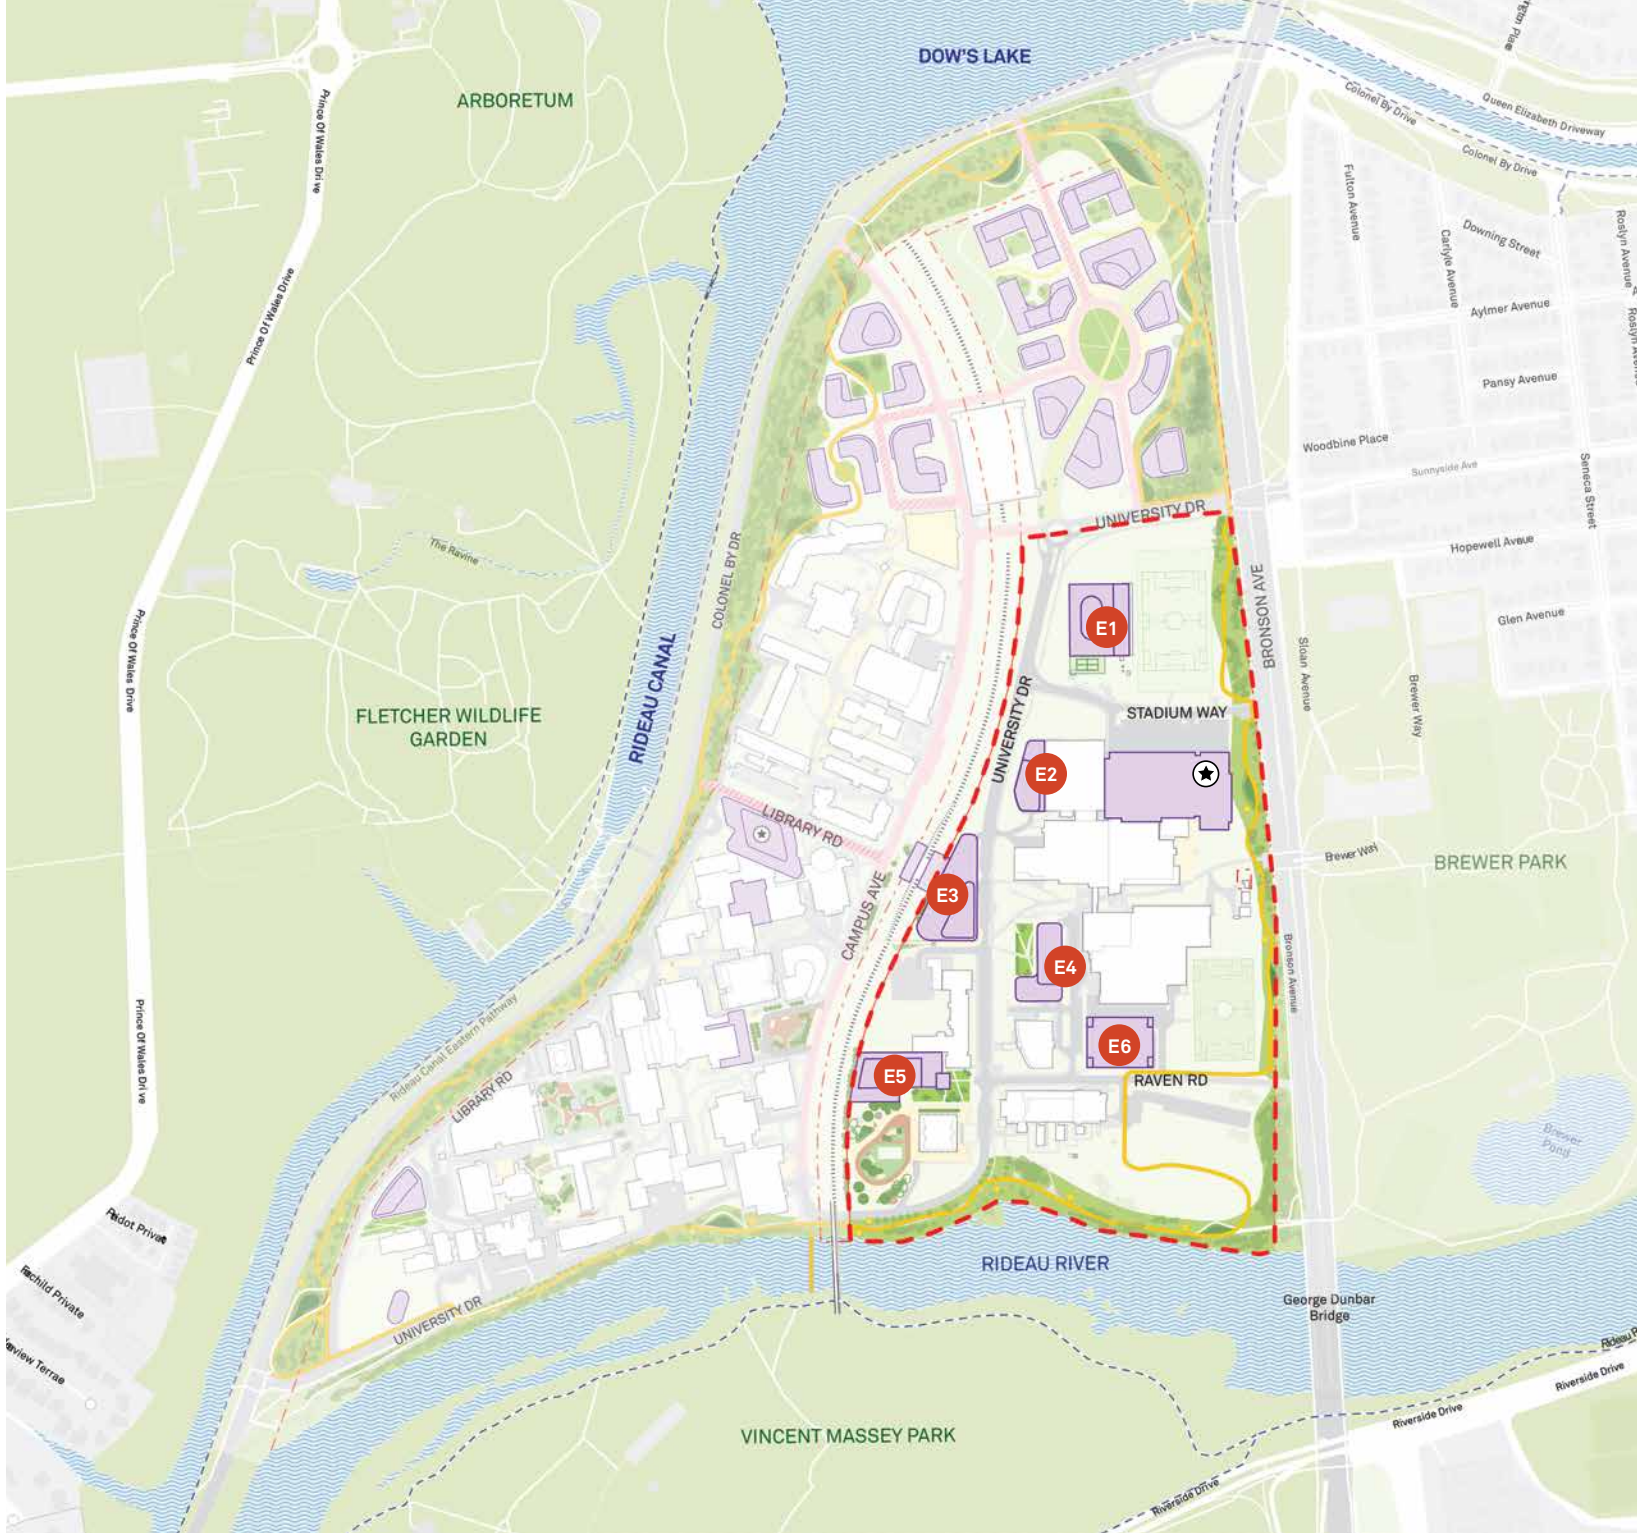 DOW'S LAKE
ARBORETUM
Prince Of Wales Drive
Prince Of Wales Drive
Prince Of Wales Drive
Prince Of Wales Drive
Colonel By Drive
Queen Elizabeth Driveway
Colonel By Drive
Fulton Avenue
Carlyle Avenue
Downing Street
Roslyn Avenue
Aylmer Avenue
Pansy Avenue
Woodbine Place
Sunnyside Ave
Seneca Street
Hopewell Avenue
Glen Avenue
UNIVERSITY DR
BRONSON AVE
Sloan Avenue
Brewer Way
The Ravine
COLONEL BY DR
RIDEAU CANAL
FLETCHER WILDLIFE
GARDEN
E1
UNIVERSITY DR
STADIUM WAY
E2
LIBRARY RD
E3
CAMPUS AVE
Brewer Way
BREWER PARK
E4
Bronson Avenue
Rideau Canal Eastern Pathway
E6
E5
RAVEN RD
LIBRARY RD
Brewer
Pond
RIDEAU RIVER
UNIVERSITY DR
George Dunbar
Bridge
VINCENT MASSEY PARK
Riverside Drive
Riverside Drive
Riverside Drive